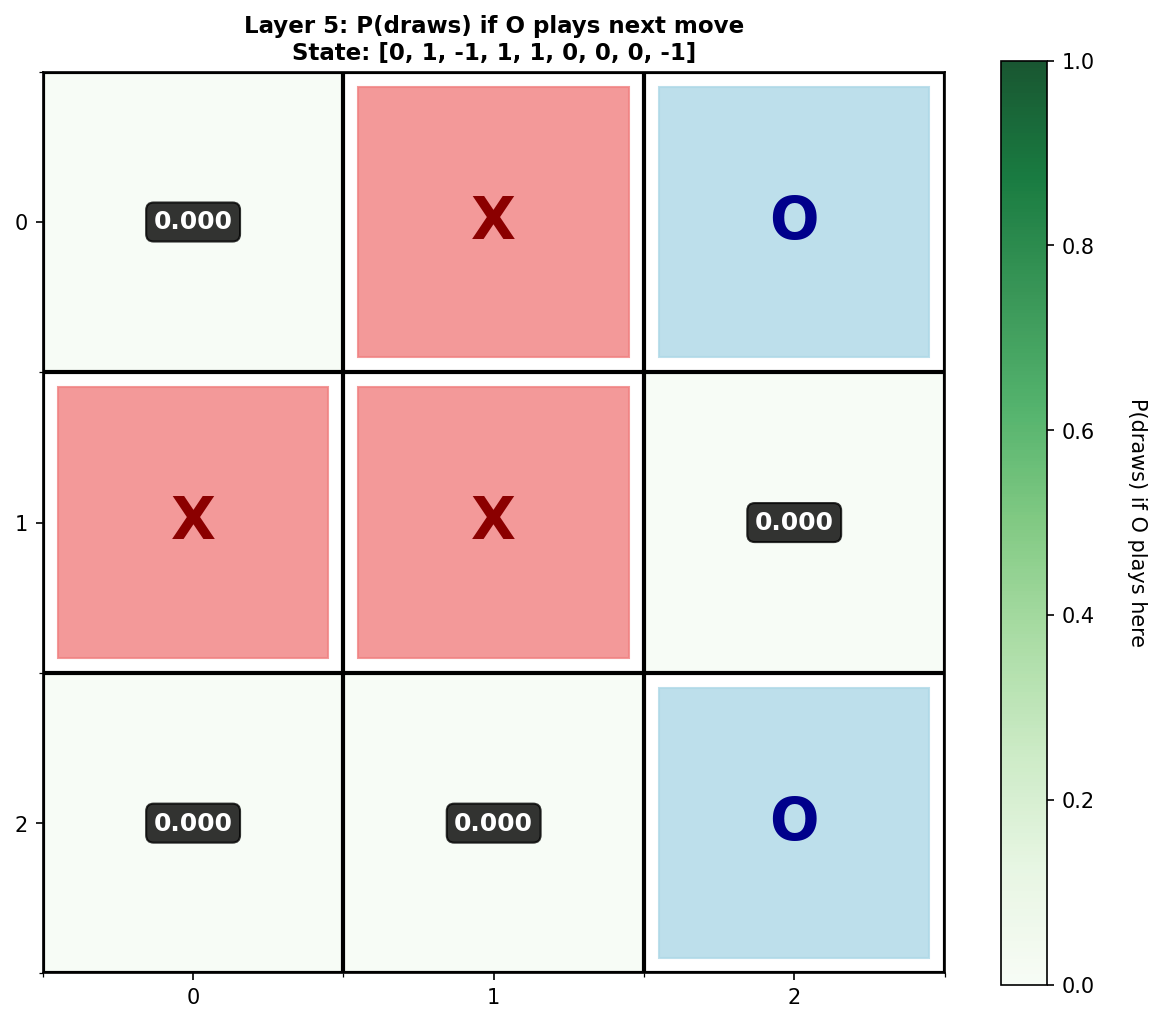 Layer 5: P(draws) if O plays next move
State: [0, 1, -1, 1, 1, 0, 0, 0, -1]
0
0.000
X
O
1
X
X
0.000
2
0.000
0.000
O
0
1
2
1.0
0.8
0.6
0.4
0.2
0.0
P(draws) if O plays here